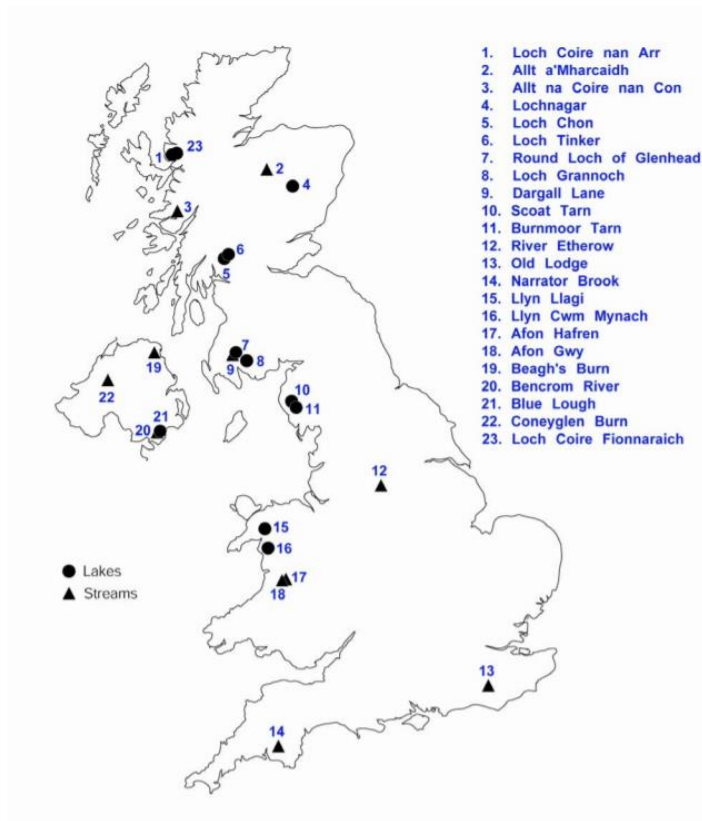 1. Loch Coire nan Arr
2. Allt a'Mharcaidh
3. Allt na Coire nan Con
4. Lochnagar
5. Loch Chon
6. Loch Tinker
7. Round Loch of Glenhead
8. Loch Grannoch
9. Dargall Lane
10. Scoat Tarn
11. Burnmoor Tarn
12. River Etherow
13. Old Lodge
14. Narrator Brook
15. Llyn Llagi
16. Llyn Cwm Mynach
17. Afon Hafren
18. Afon Gwy
19. Beagh's Burn
20. Bencrom River
21. Blue Lough
22. Coneyglen Burn
23. Loch Coire Fionnaraich
23
1
2
4
3
6
5
7
8
9
19
22
10
11
21
20
12
15
16
17
18
Lakes
Streams
13
14